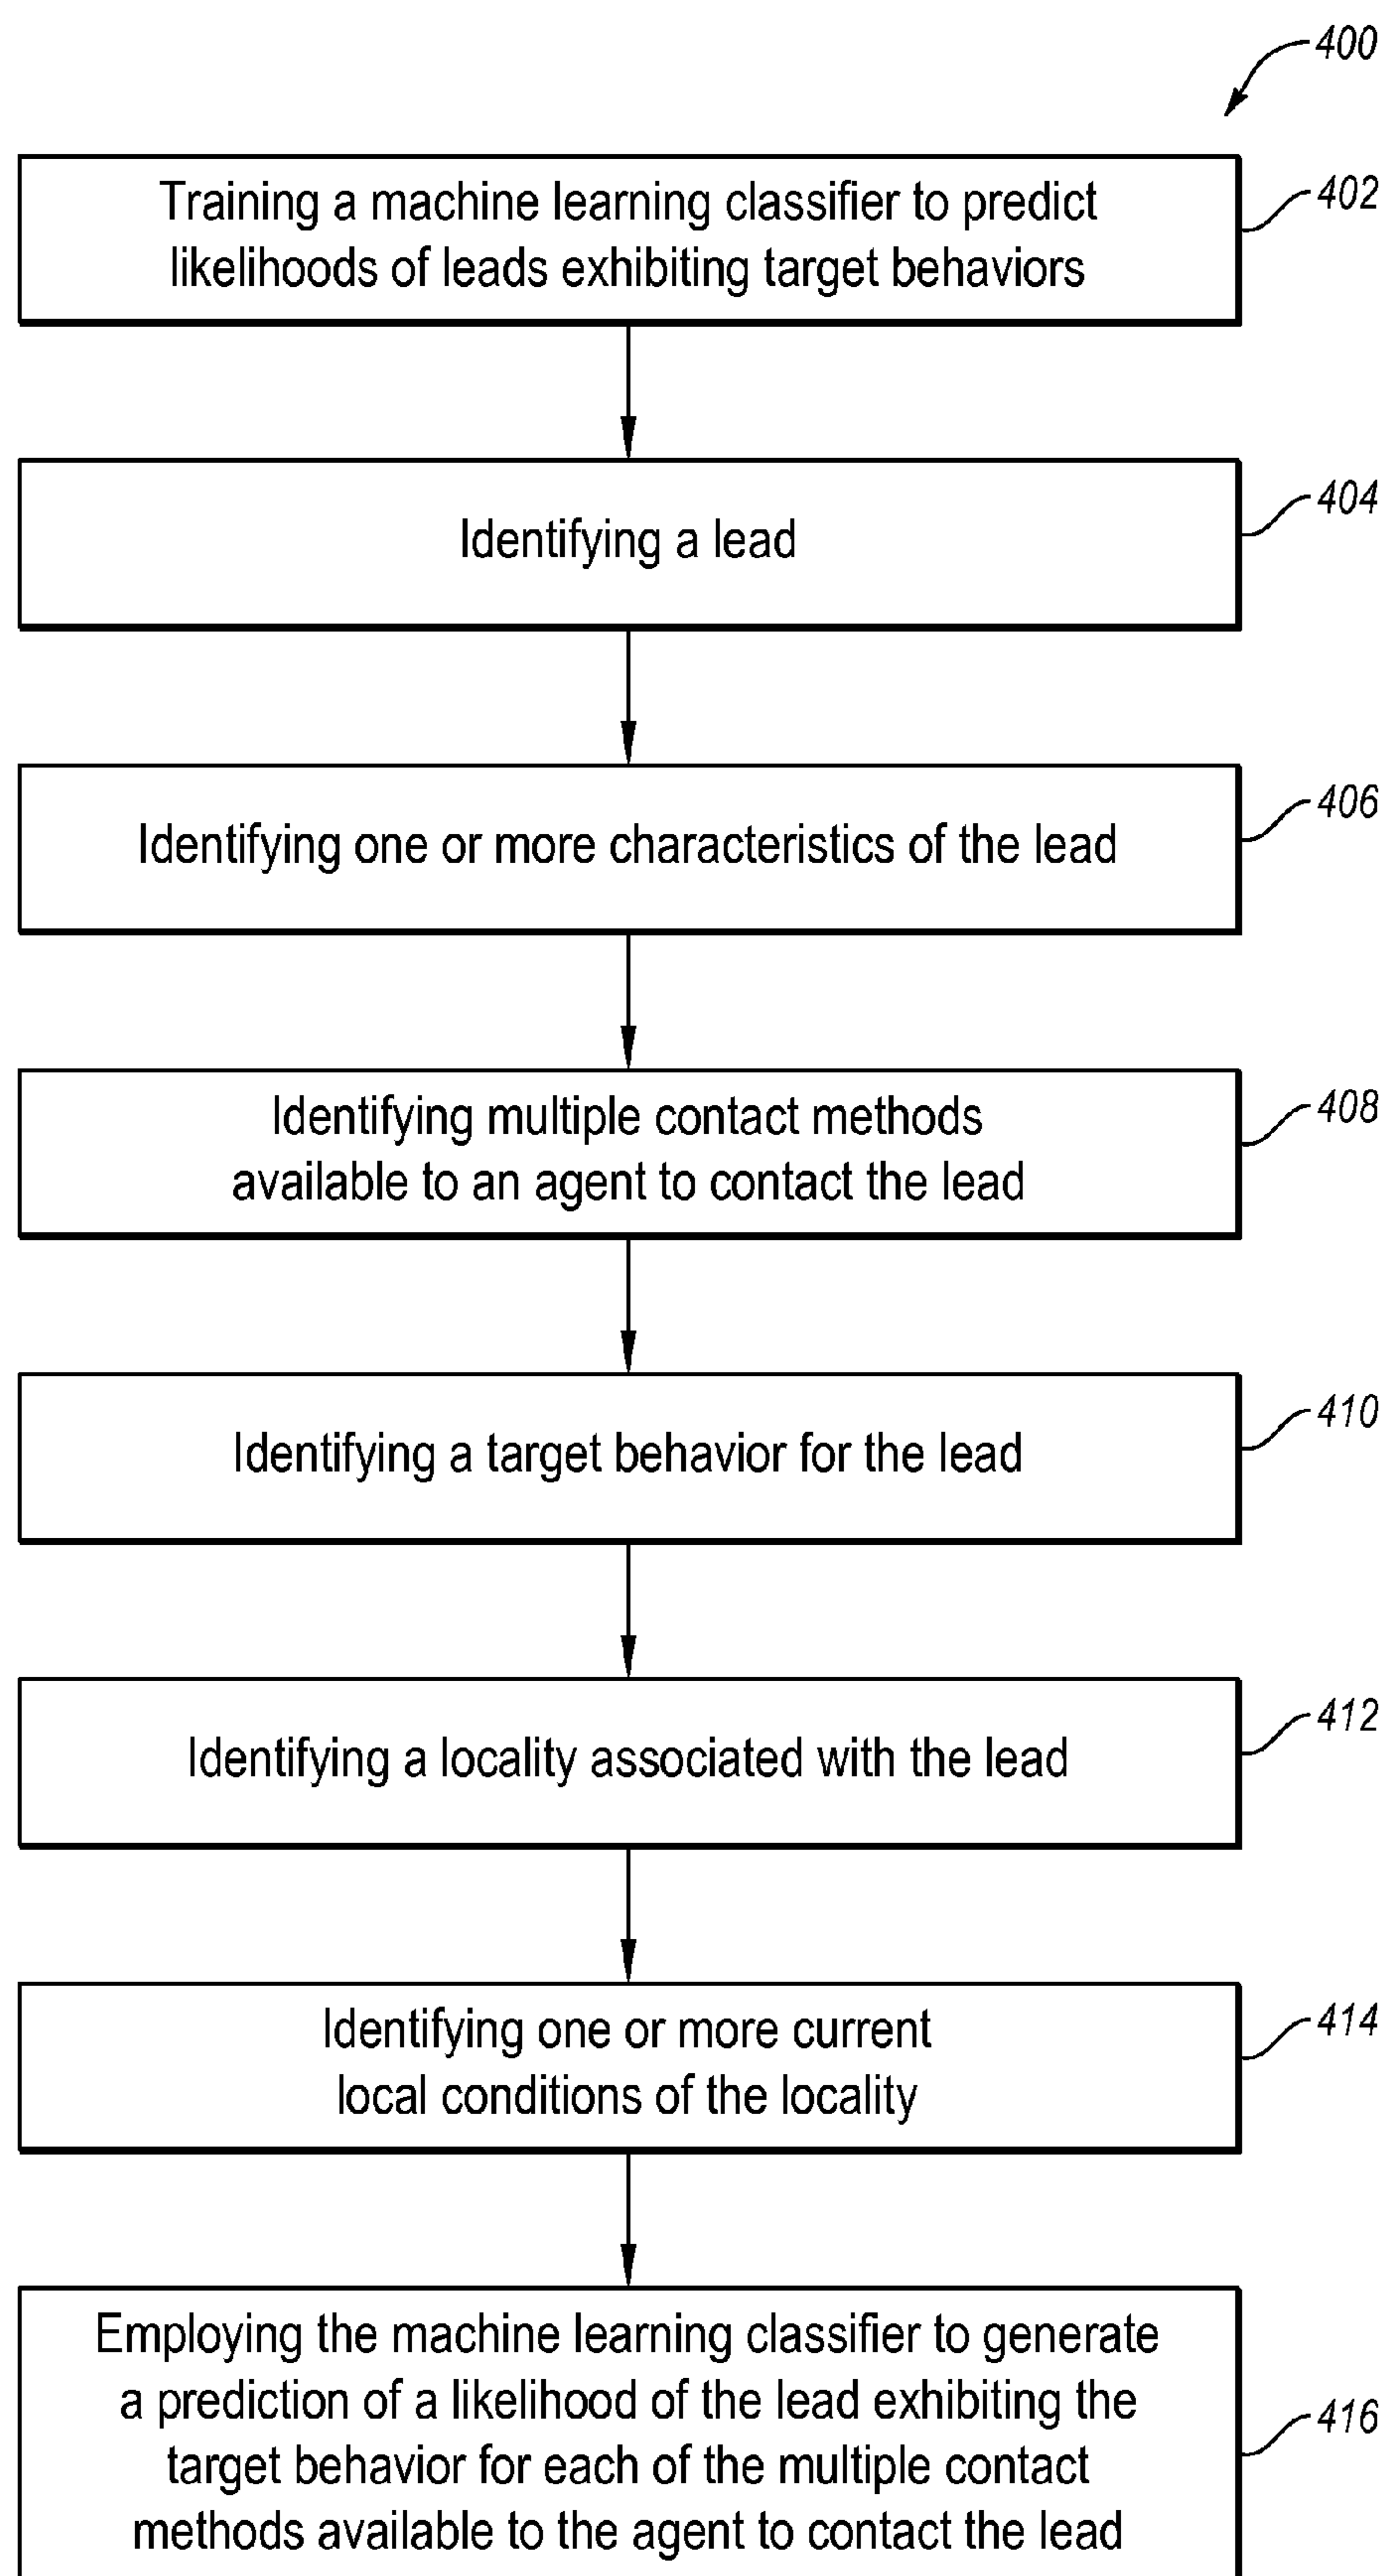 400
Training a machine learning classifier to predict
likelihoods of leads exhibiting target behaviors
402
Identifying a lead
404
Identifying one or more characteristics of the lead
406
Identifying multiple contact methods
available to an agent to contact the lead
408
Identifying a target behavior for the lead
410
Identifying a locality associated with the lead
412
Identifying one or more current
local conditions of the locality
414
Employing the machine learning classifier to generate
a prediction of a likelihood of the lead exhibiting the
target behavior for each of the multiple contact
methods available to the agent to contact the lead
416